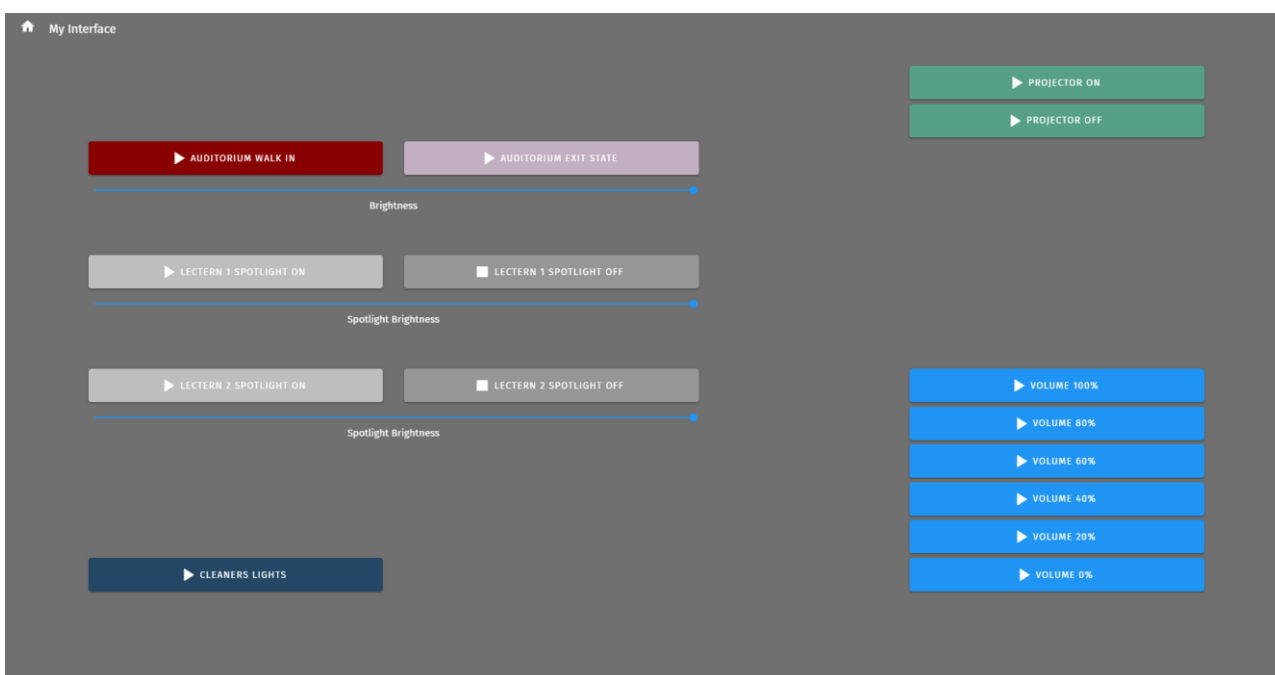 My Interface
PROJECTOR ON
PROJECTOR OFF
AUDITORIUM WALK IN
AUDITORIUM EXIT STATE
Brightness
LECTERN 1 SPOTLIGHT ON
LECTERN 1 SPOTLIGHT OFF
Spotlight Brightness
LECTERN 2 SPOTLIGHT ON
LECTERN 2 SPOTLIGHT OFF
Spotlight Brightness
VOLUME 100%
VOLUME 80%
VOLUME 60%
VOLUME 40%
VOLUME 20%
CLEANERS LIGHTS
VOLUME 0%